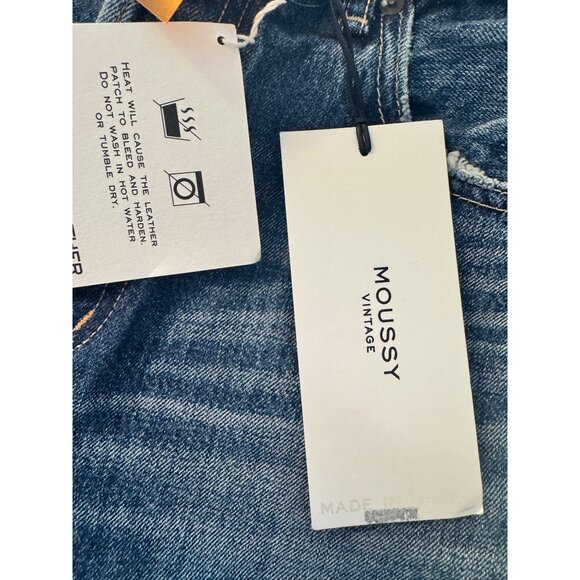 HEAT WILL CAUSE THE LEATHER
PATCH TO BLEED AND HARDEN.
DO NOT WASH IN HOT WATER
OR TUMBLE DRY.
MOUSSY
VINTAGE
MADE IN